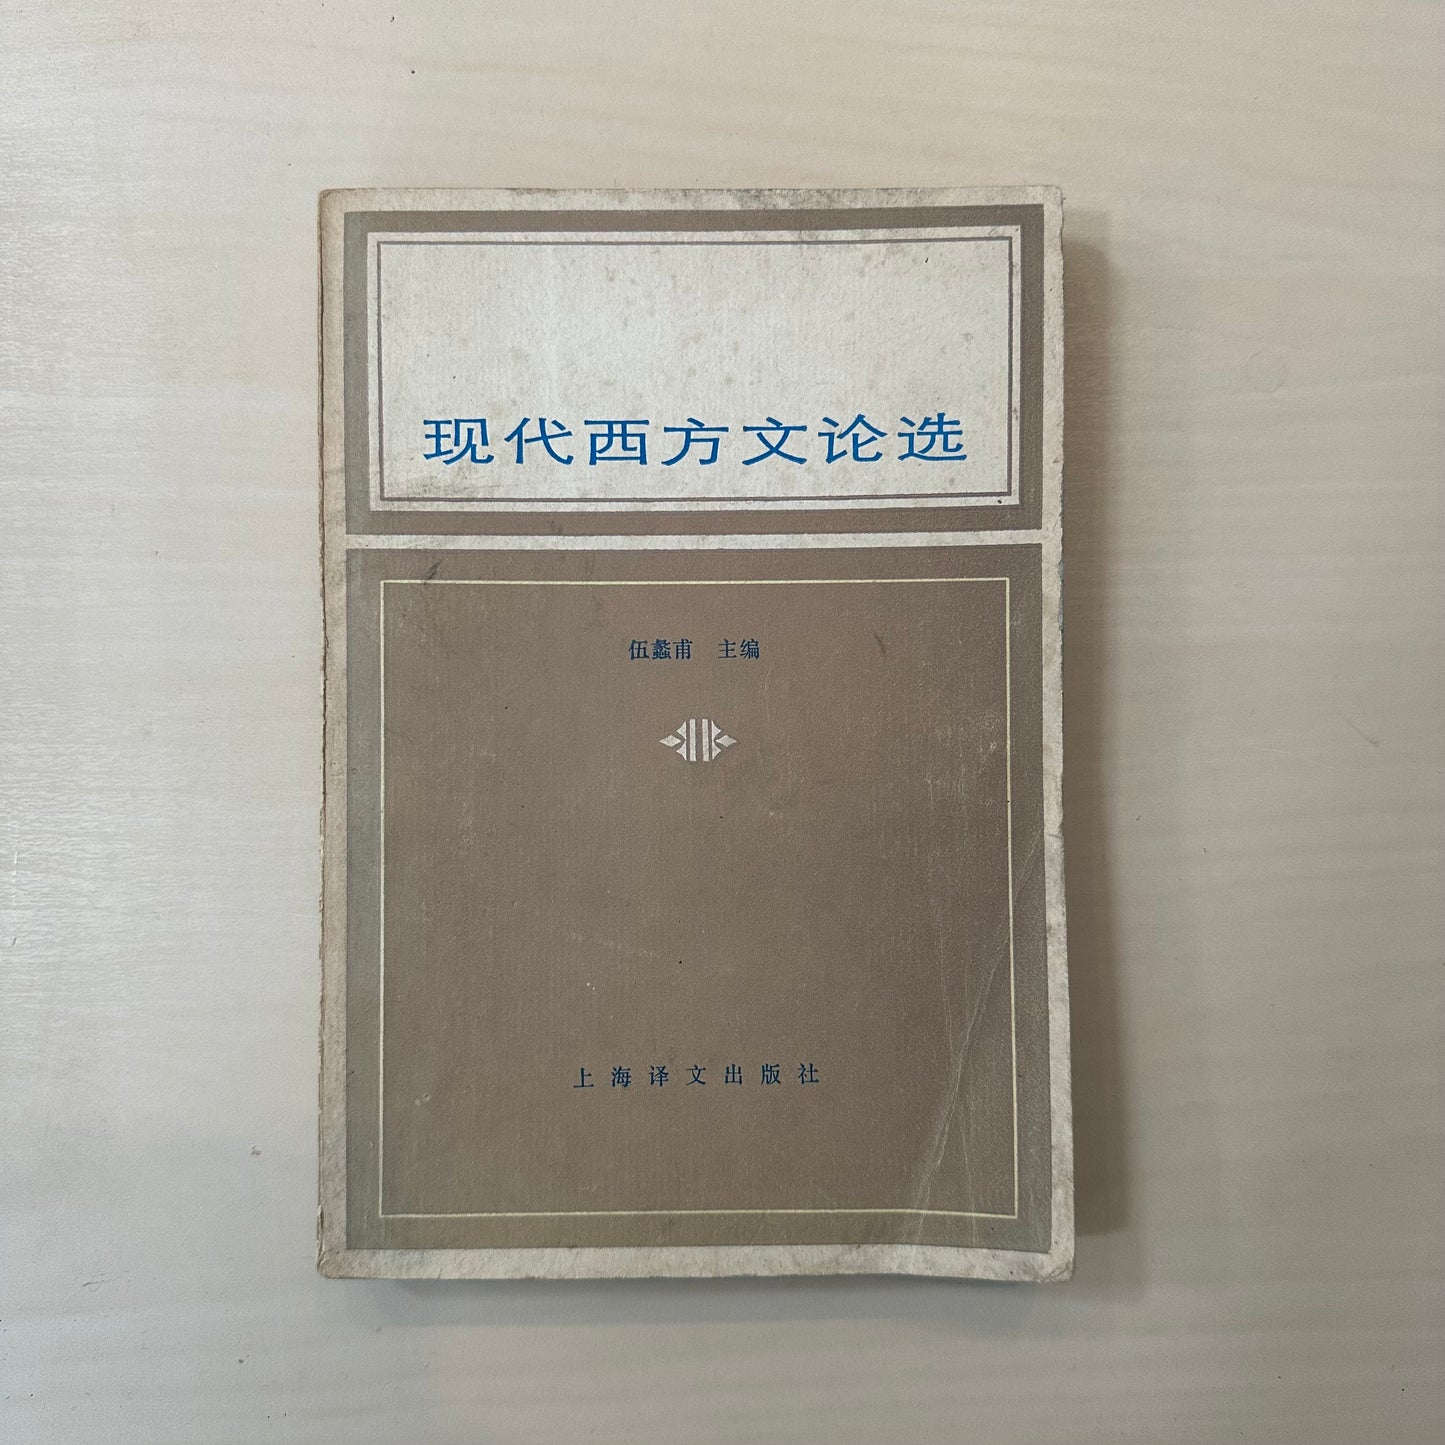 现代西方文论选
伍蠡甫 主编
上海译文出版社